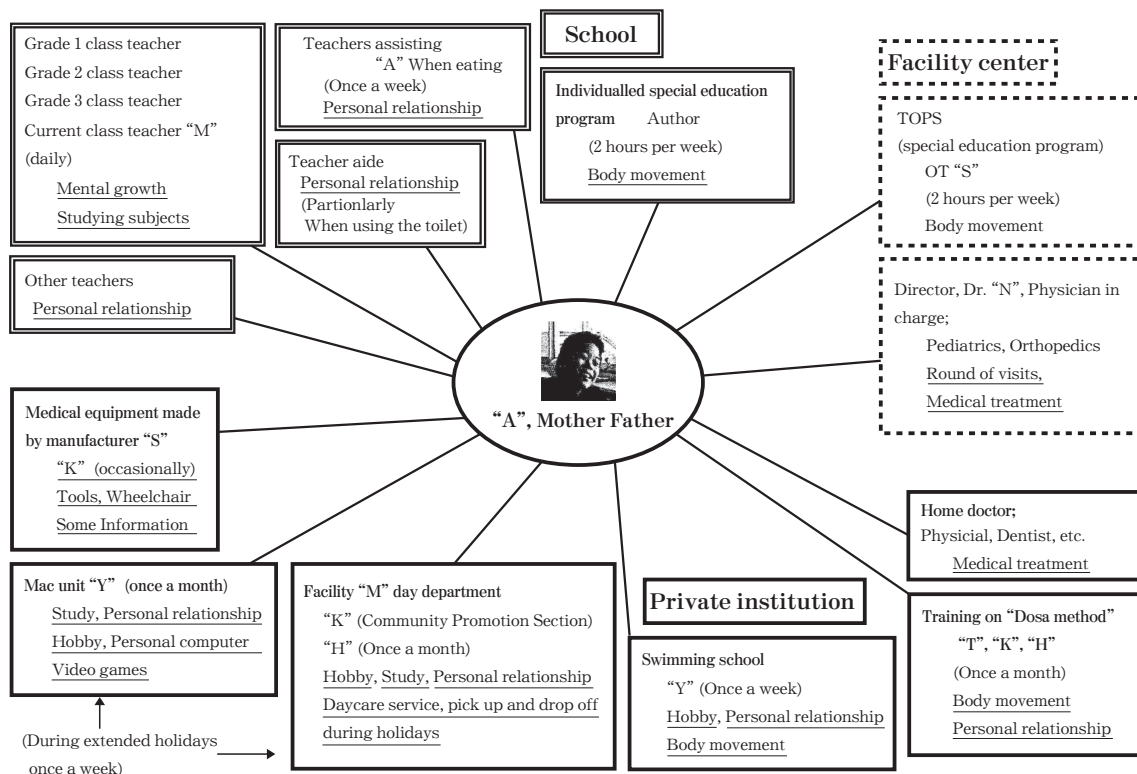 Grade 1 class teacher
Grade 2 class teacher
Grade 3 class teacher
Current class teacher “M”
(daily)
Mental growth
Studying subjects
Teachers assisting
“A” When eating
(Once a week)
Personal relationship
School
Individualled special education
program Author
(2 hours per week)
Body movement
Facility center
TOPS
(special education program)
OT “S”
(2 hours per week)
Body movement
Teacher aide
Personal relationship
(Partionlarly
When using the toilet)
Other teachers
Personal relationship
Director, Dr. “N”, Physician in
charge;
Pediatrics, Orthopedics
Round of visits,
Medical treatment
“A”, Mother Father
Medical equipment made
by manufacturer “S”
“K” (occasionally)
Tools, Wheelchair
Some Information
Home doctor;
Physicial, Dentist, etc.
Medical treatment
Mac unit “Y” (once a month)
Study, Personal relationship
Hobby, Personal computer
Video games
(During extended holidays
once a week)
Facility “M” day department
“K” (Community Promotion Section)
“H” (Once a month)
Hobby, Study, Personal relationship
Daycare service, pick up and drop off
during holidays
Private institution
Swimming school
“Y” (Once a week)
Hobby, Personal relationship
Body movement
Training on “Dosa method”
“T”, “K”, “H”
(Once a month)
Body movement
Personal relationship